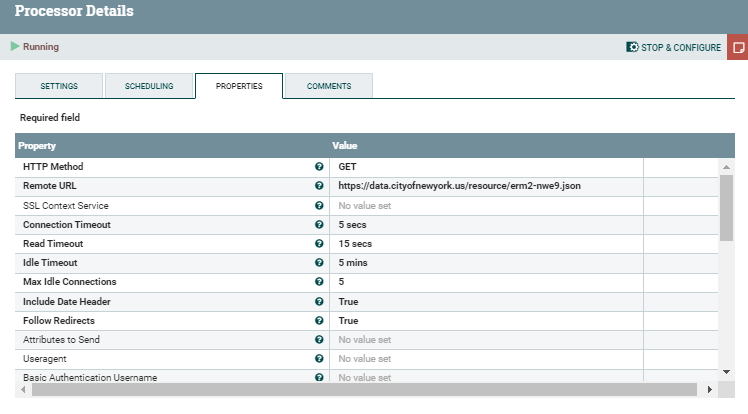 Processor Details
Running
STOP & CONFIGURE
SETTINGS
SCHEDULING
PROPERTIES
COMMENTS
Required field
Property Value
HTTP Method GET
Remote URL https://data.cityofnewyork.us/resource/erm2-nwe9.json
SSL Context Service No value set
Connection Timeout 5 secs
Read Timeout 15 secs
Idle Timeout 5 mins
Max Idle Connections 5
Include Date Header True
Follow Redirects True
Attributes to Send No value set
Useragent No value set
Basic Authentication Username No value set